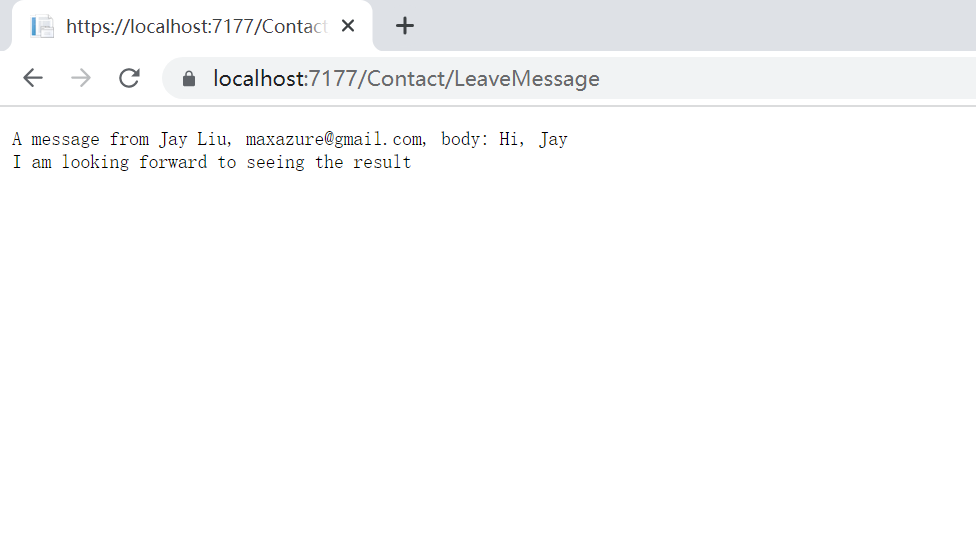 https://localhost:7177/Contact
localhost:7177/Contact/LeaveMessage
A message from Jay Liu, maxazure@gmail.com, body: Hi, Jay
I am looking forward to seeing the result